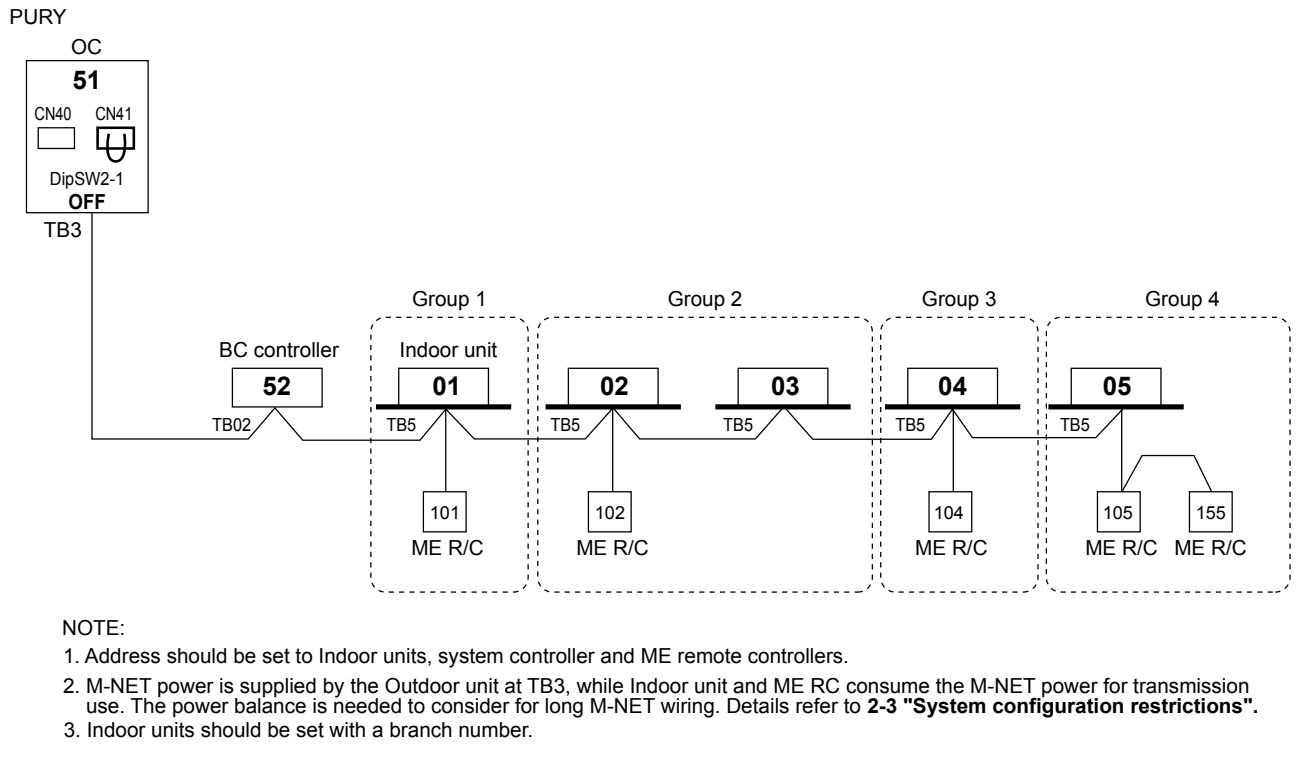 PURY
OC
51
CN40 CN41
DipSW2-1
OFF
TB3
Group 1 Group 2 Group 3 Group 4
BC controller Indoor unit
52 01 02 03 04 05
TB02 TB5 TB5 TB5 TB5 TB5
101 102 104 105 155
ME R/C ME R/C ME R/C ME R/C ME R/C
NOTE:
1. Address should be set to Indoor units, system controller and ME remote controllers.
2. M-NET power is supplied by the Outdoor unit at TB3, while Indoor unit and ME RC consume the M-NET power for transmission
use. The power balance is needed to consider for long M-NET wiring. Details refer to 2-3 "System configuration restrictions".
3. Indoor units should be set with a branch number.